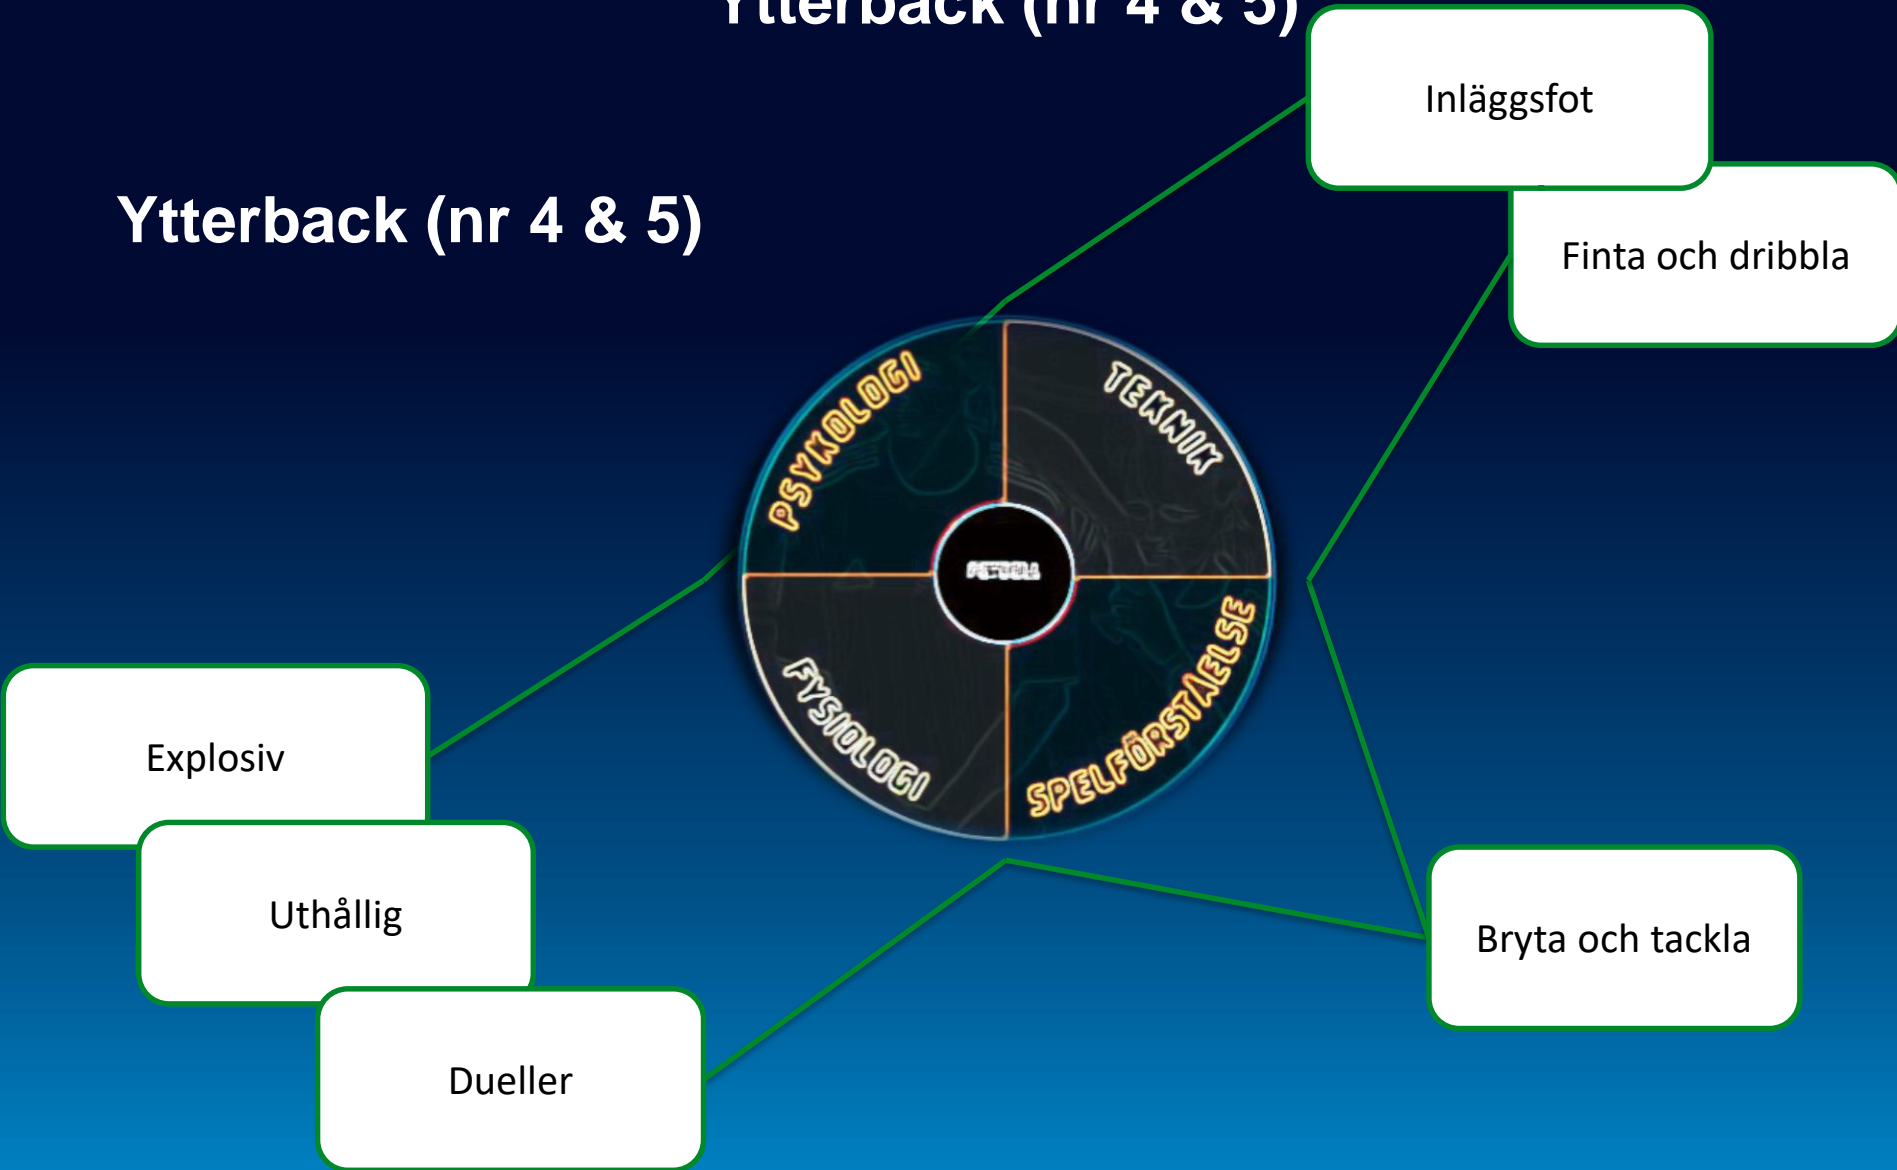 Ytterback (nr 4 & 5)
Inläggsfot
Ytterback (nr 4 & 5)
Finta och dribbla
PSYKOLOGI
TEKNIK
FYSIOLOGI
SPELFÖRSTÅELSE
Explosiv
Uthållig
Bryta och tackla
Dueller